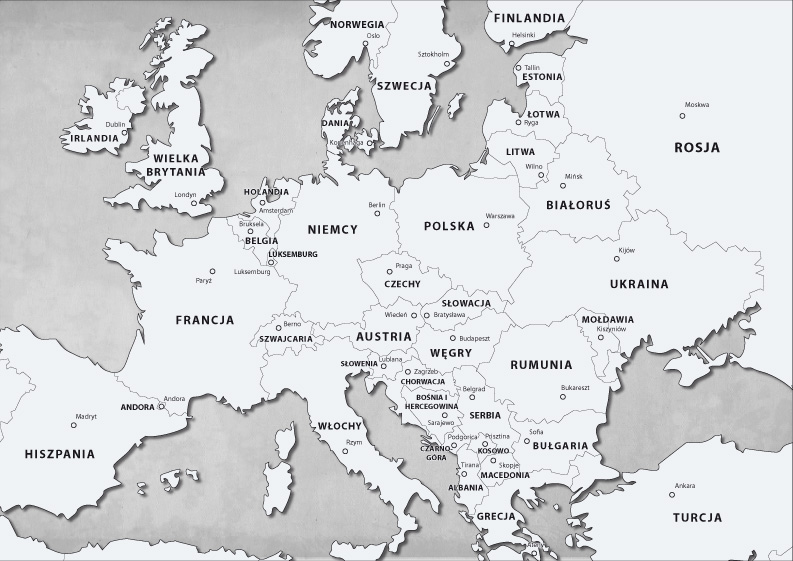 NORWEGIA
Oslo
FINLANDIA
Helsinki
Sztokholm
SZWECJA
Tallin
ESTONIA
Moskwa
ROSJA
ŁOTWA
Ryga
DANIA
Kopenhaga
Dublin
IRLANDIA
WIELKA
BRYTANIA
Londyn
LITWA
Wilno
Mińsk
BIAŁORUŚ
HOLANDIA
Amsterdam
Berlin
NIEMCY
POLSKA
Warszawa
Bruksela
BELGIA
LUKSEMBURG
Luksemburg
Paryż
FRANCJA
Praga
CZECHY
Kijów
UKRAINA
SŁOWACJA
Wiedeń
Bratysława
Berno
SZWAJCARIA
AUSTRIA
Budapeszt
WĘGRY
MOŁDAWIA
Kiszyniów
RUMUNIA
Bukareszt
SŁOWENIA
Lublana
Zagrzeb
CHORWACJA
BOŚNIA I
HERCEGOWINA
Sarajewo
Belgrad
SERBIA
ANDORA
Andora
Madryt
HISZPANIA
WŁOCHY
Rzym
CZARNO-
GÓRA
Podgorica
Prisztina
KOSOWO
Sofia
BUŁGARIA
Tirana
Skopje
MACEDONIA
ALBANIA
GRECJA
Ateny
Ankara
TURCJA